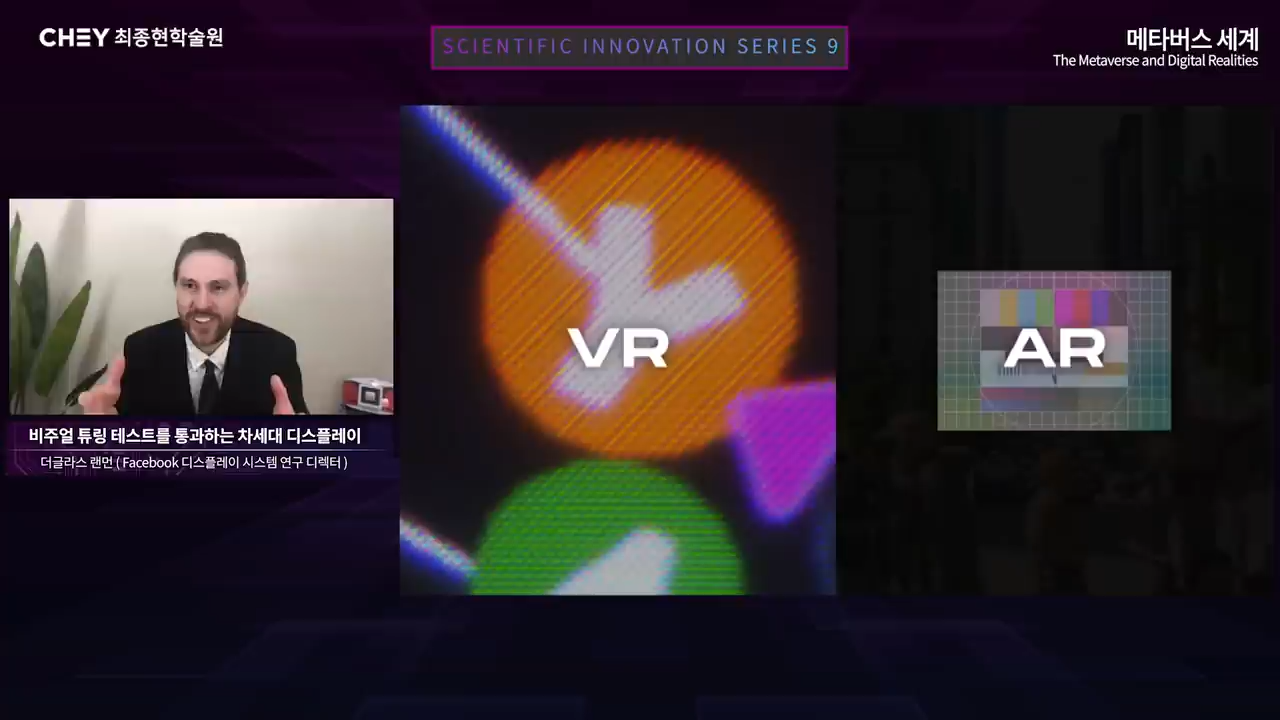 CHEY 최종현학술원
SCIENTIFIC INNOVATION SERIES 9
메타버스 세계
The Metaverse and Digital Realities
VR
AR
비주얼 튜링 테스트를 통과하는 차세대 디스플레이
더글라스 랜먼 ( Facebook 디스플레이 시스템 연구 디렉터 )